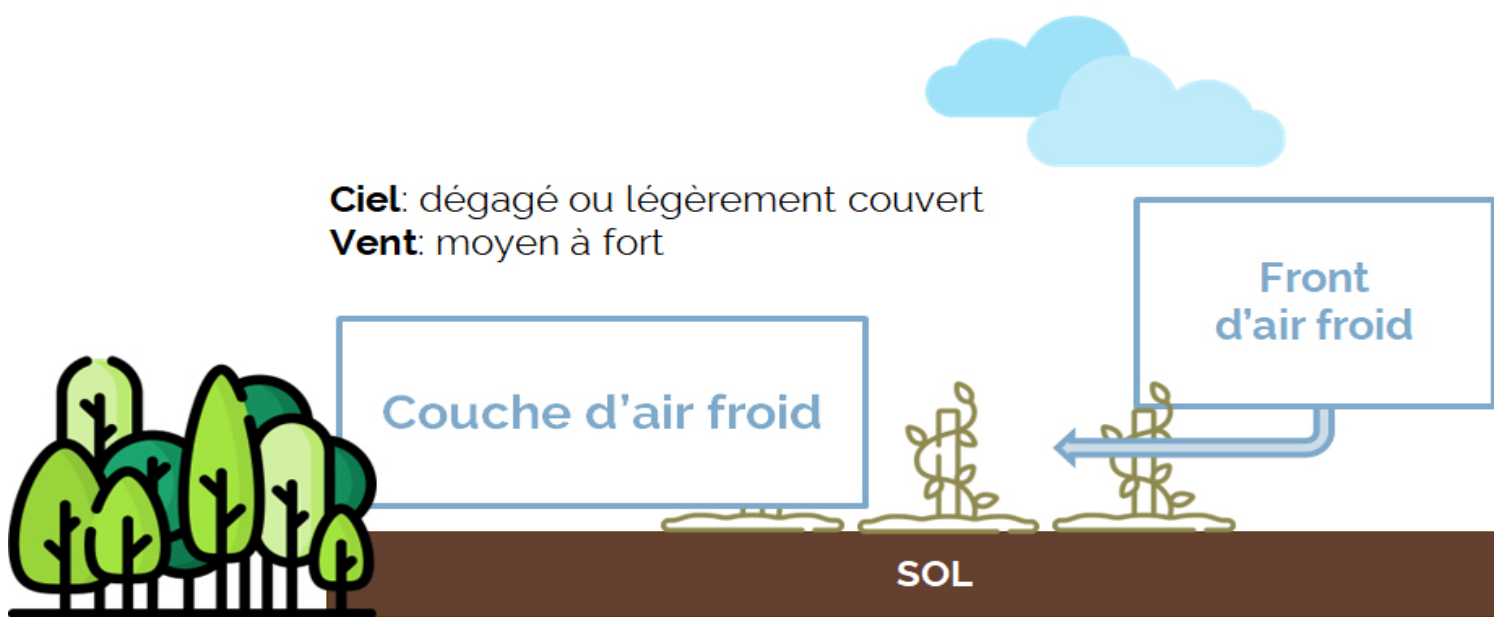 Ciel: dégagé ou légèrement couvert
Vent: moyen à fort
Front
d’air froid
Couche d’air froid
SOL